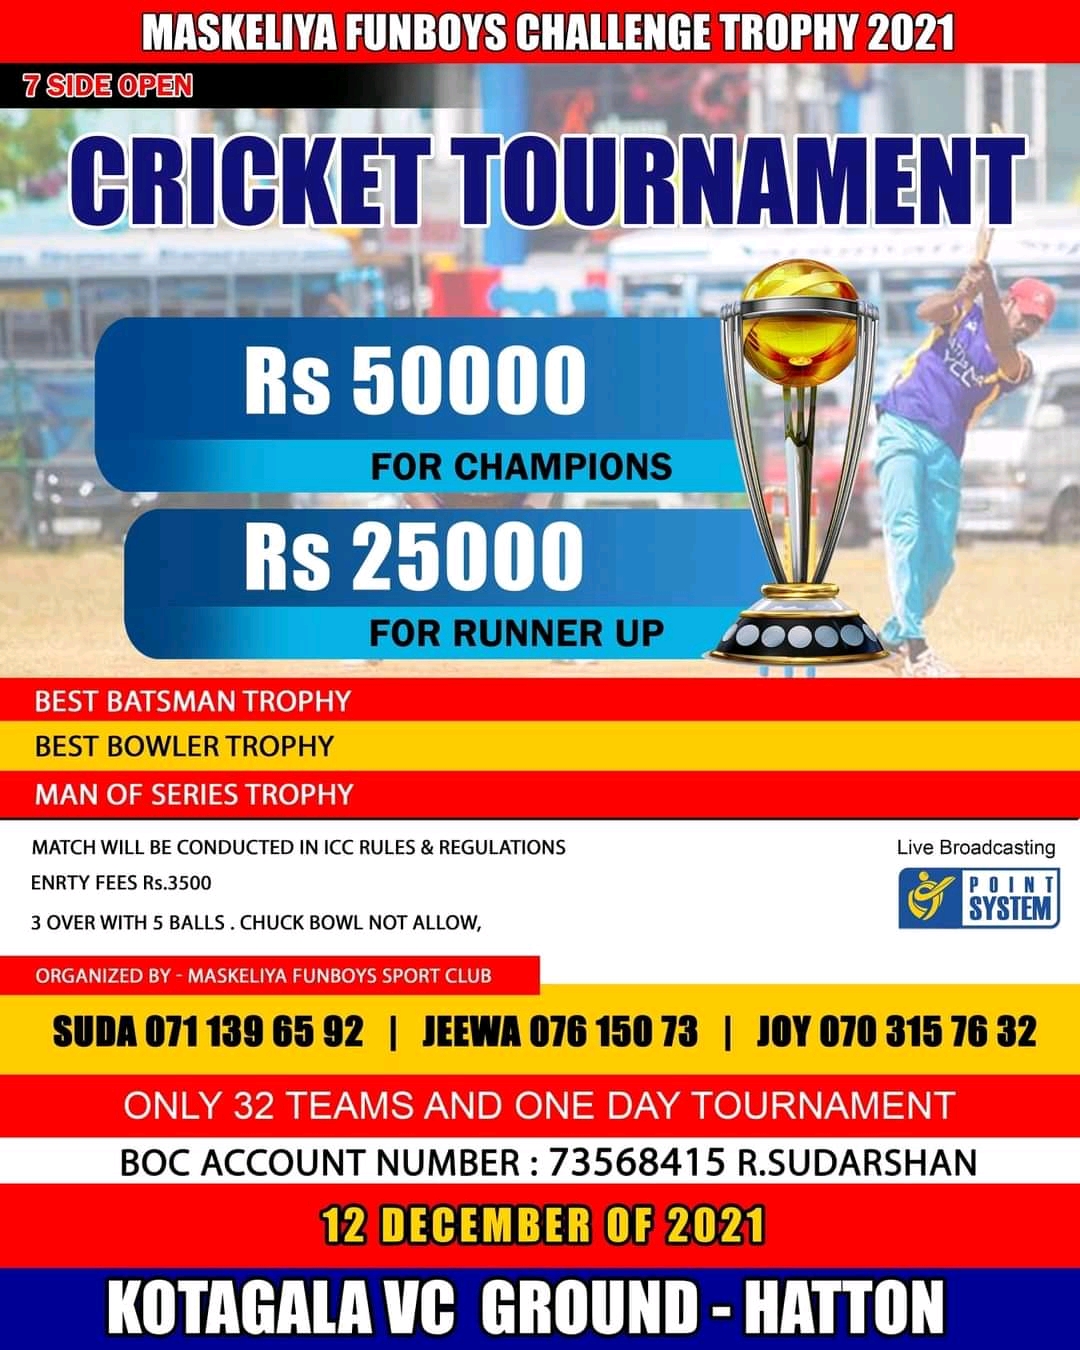 MASKELIYA FUNBOYS CHALLENGE TROPHY 2021
7 SIDE OPEN
CRICKET TOURNAMENT
Rs 50000
FOR CHAMPIONS
Rs 25000
FOR RUNNER UP
BEST BATSMAN TROPHY
BEST BOWLER TROPHY
MAN OF SERIES TROPHY
MATCH WILL BE CONDUCTED IN ICC RULES & REGULATIONS
ENRTY FEES Rs.3500
3 OVER WITH 5 BALLS . CHUCK BOWL NOT ALLOW,
Live Broadcasting
POINT
SYSTEM
ORGANIZED BY - MASKELIYA FUNBOYS SPORT CLUB
SUDA 071 139 65 92 | JEEWA 076 150 73 | JOY 070 315 76 32
ONLY 32 TEAMS AND ONE DAY TOURNAMENT
BOC ACCOUNT NUMBER : 73568415 R.SUDARSHAN
12 DECEMBER OF 2021
KOTAGALA VC GROUND - HATTON